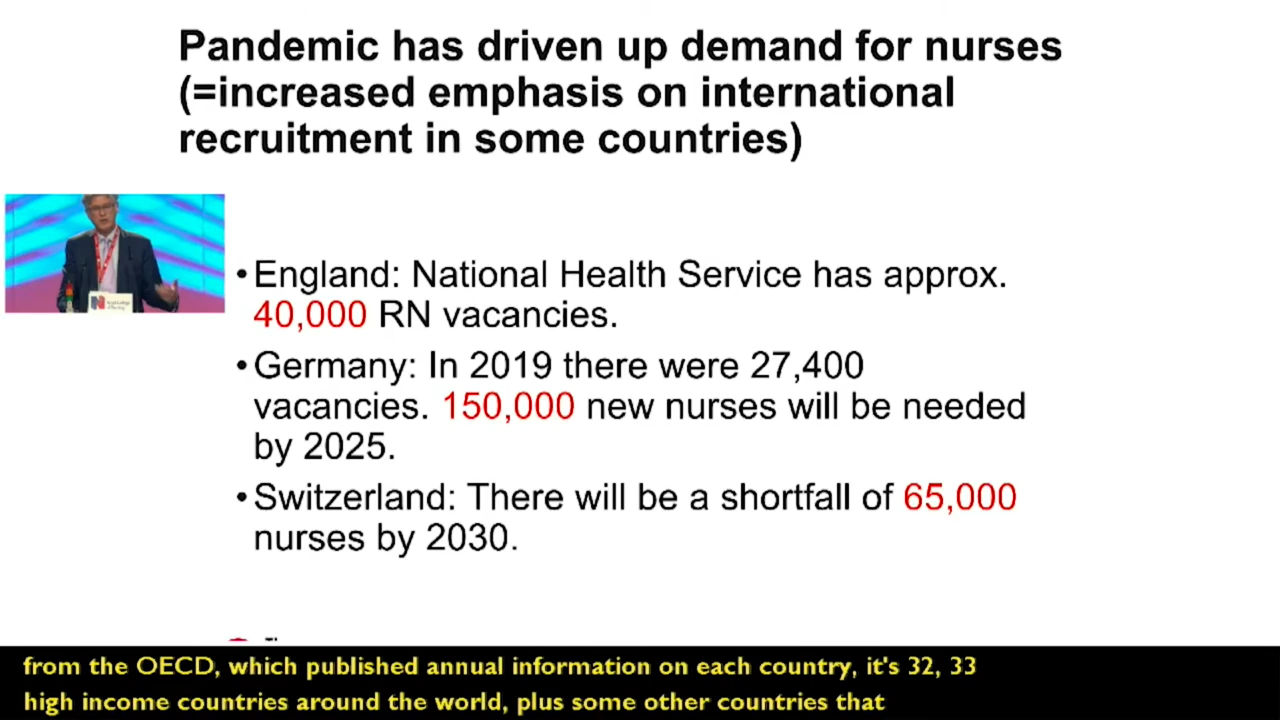 Pandemic has driven up demand for nurses
(=increased emphasis on international
recruitment in some countries)
•England: National Health Service has approx.
40,000 RN vacancies.
•Germany: In 2019 there were 27,400
vacancies. 150,000 new nurses will be needed
by 2025.
•Switzerland: There will be a shortfall of 65,000
nurses by 2030.
from the OECD, which published annual information on each country, it's 32, 33
high income countries around the world, plus some other countries that